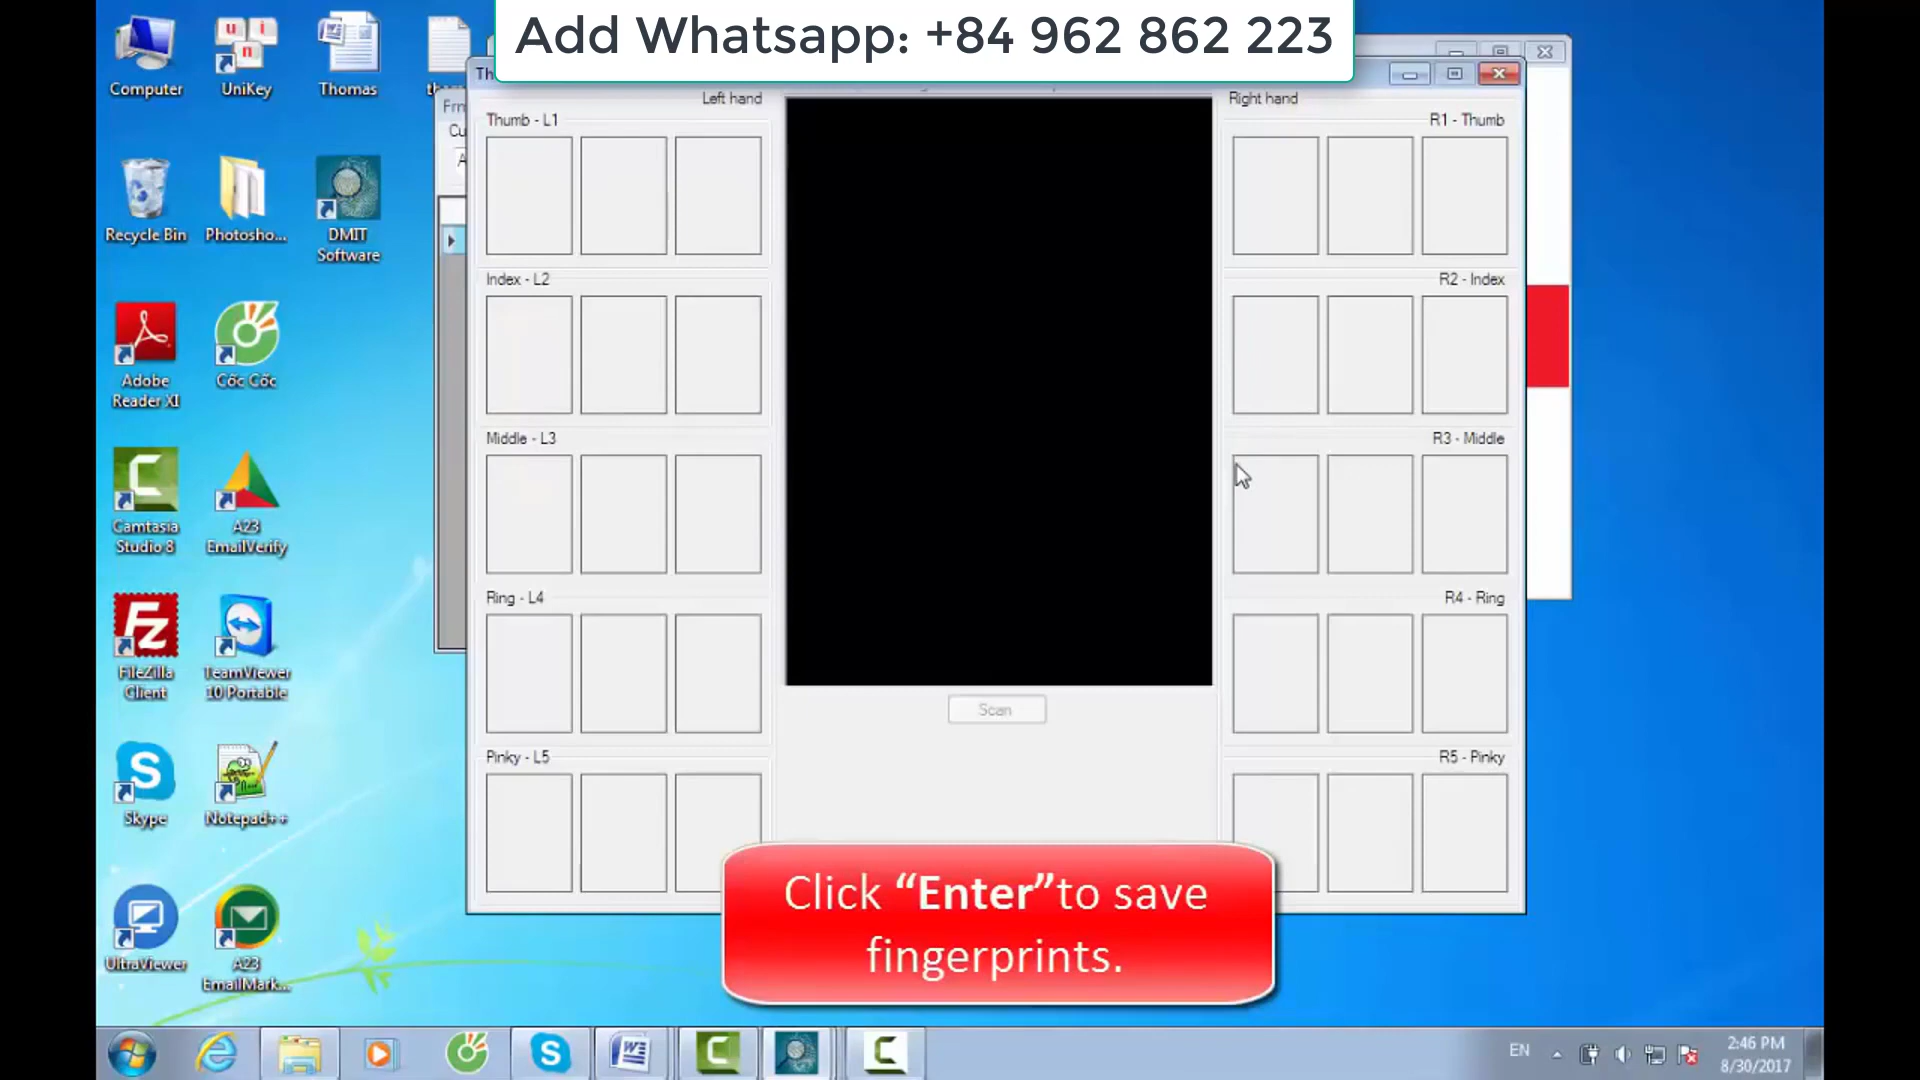 Add Whatsapp: +84 962 862 223
Computer
UniKey
Thomas
Recycle Bin
Photosho...
DMIT
Software
Adobe
Reader XI
Cốc Cốc
Camtasia
Studio 8
A23
EmailVerify
FileZilla
Client
TeamViewer
10 Portable
Skype
Notepad++
UltraViewer
A23
EmailMark...
Left hand
Thumb - L1
Index - L2
Middle - L3
Ring - L4
Pinky - L5
Scan
Right hand
R1 - Thumb
R2 - Index
R3 - Middle
R4 - Ring
R5 - Pinky
Click “Enter”to save
fingerprints.
EN
2:46 PM
8/30/2017